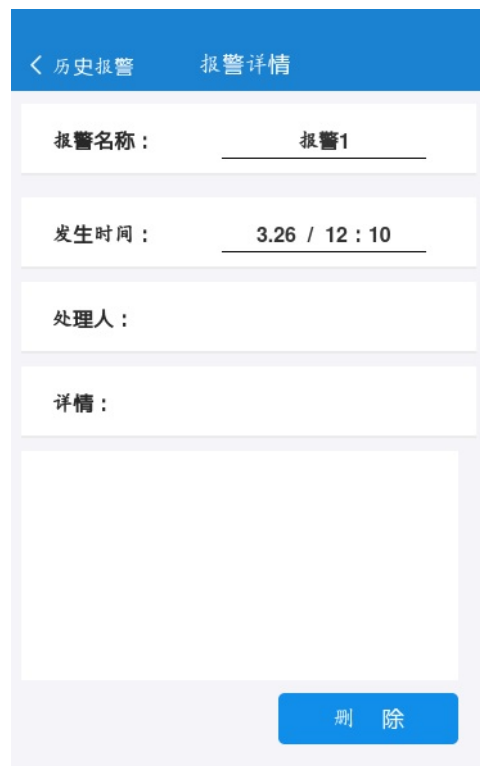 历史报警 报警详情
报警名称： 报警1
发生时间： 3.26 / 12：10
处理人：
详情：
删 除